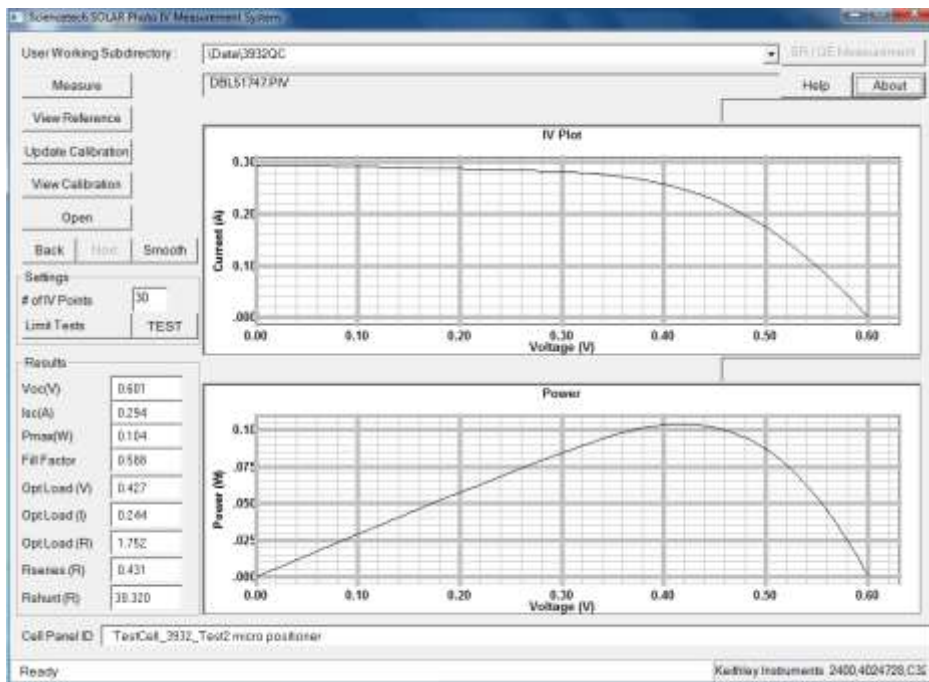 Sciencetech SOLAR Photo IV Measurement System
User Working Subdirectory : \Data\3932QC
SR / QE Measurement
Measure
DBL51747.PIV
Help
About
View Reference
Update Calibration
View Calibration
Open
Back
Next
Smooth
Settings
# of IV Points 30
Limit Tests
TEST
IV Plot
Current (A)
0.30
0.20
0.10
.000
0.00 0.10 0.20 0.30 0.40 0.50 0.60
Voltage (V)
Results
Voc(V) 0.601
Isc(A) 0.294
Pmax(W) 0.104
Fill Factor 0.588
Opt Load (V) 0.427
Opt Load (I) 0.244
Opt Load (R) 1.752
Rseries (R) 0.431
Rshunt (R)
Power
Power (W)
0.10
.075
.050
.025
.000
0.00 0.10 0.20 0.30 0.40 0.50 0.60
Voltage (V)
Cell Panel ID: TestCell_3932_Test2 micro positioner
Ready
Keithley Instruments 2400,4024728,C32